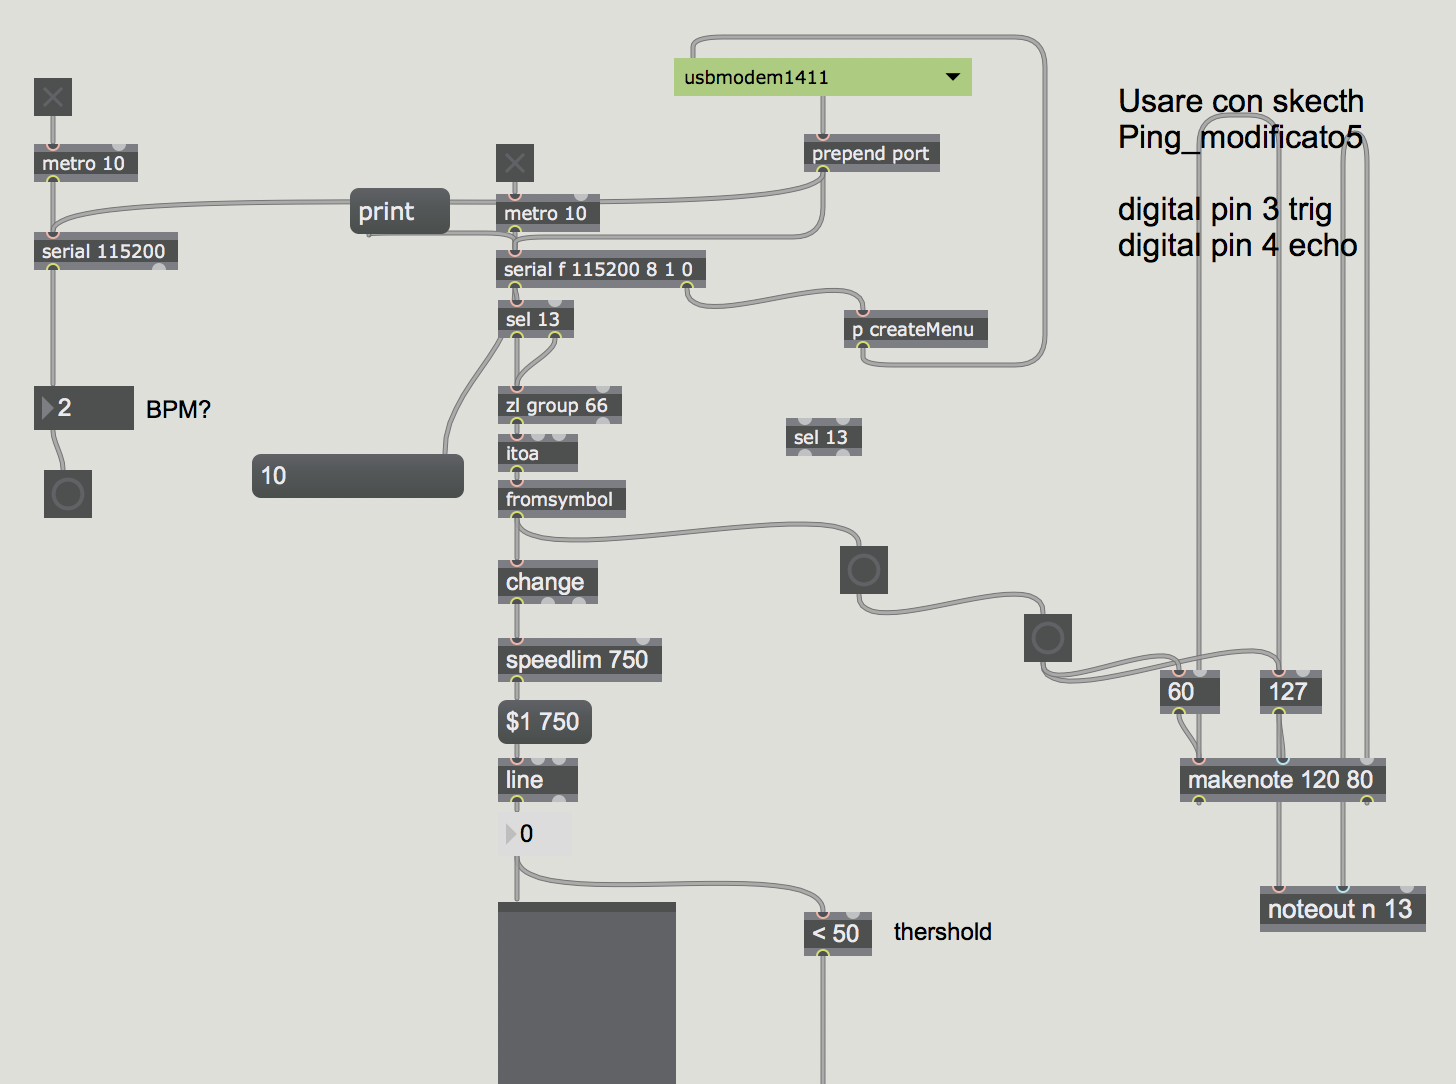 usbmodem1411
Usare con skecth
Ping_modificato5
digital pin 3 trig
digital pin 4 echo
metro 10
prepend port
print
metro 10
serial 115200
serial f 115200 8 1 0
sel 13
p createMenu
2
BPM?
zl group 66
sel 13
itoa
10
fromsymbol
change
speedlim 750
60
127
$1 750
line
makenote 120 80
0
noteout n 13
< 50
thershold